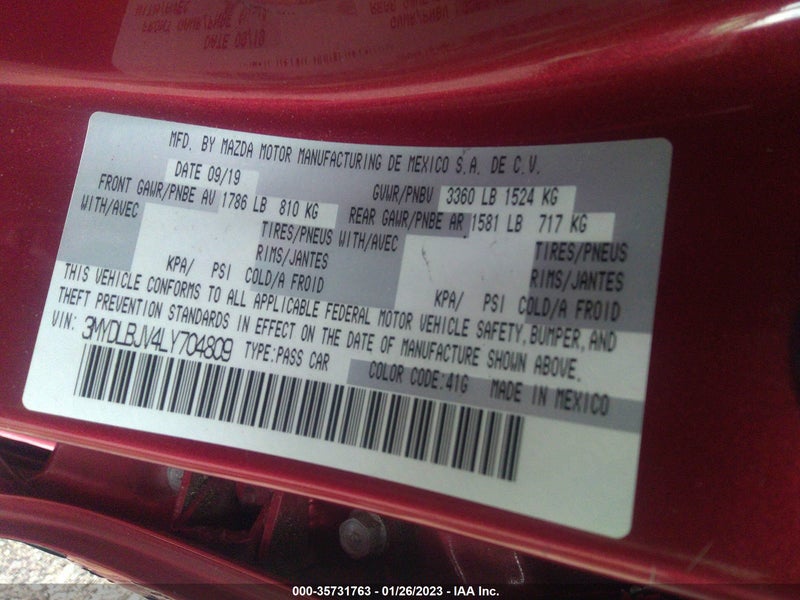 MFD. BY MAZDA MOTOR MANUFACTURING DE MEXICO S.A. DE C.V.
DATE 09/19
GVWR/PNBV 3360 LB 1524 KG
FRONT GAWR/PNBE AV 1786 LB 810 KG
REAR GAWR/PNBE AR 1581 LB 717 KG
WITH/AVEC
TIRES/PNEUS
WITH/AVEC
TIRES/PNEUS
RIMS/JANTES
RIMS/JANTES
KPA/ PSI COLD/A FROID
KPA/ PSI COLD/A FROID
THIS VEHICLE CONFORMS TO ALL APPLICABLE FEDERAL MOTOR VEHICLE SAFETY, BUMPER, AND
THEFT PREVENTION STANDARDS IN EFFECT ON THE DATE OF MANUFACTURE SHOWN ABOVE.
VIN: 3MYDLBJV4LY704809 TYPE:PASS CAR
COLOR CODE:41G MADE IN MEXICO
000-35731763 - 01/26/2023 - IAA Inc.